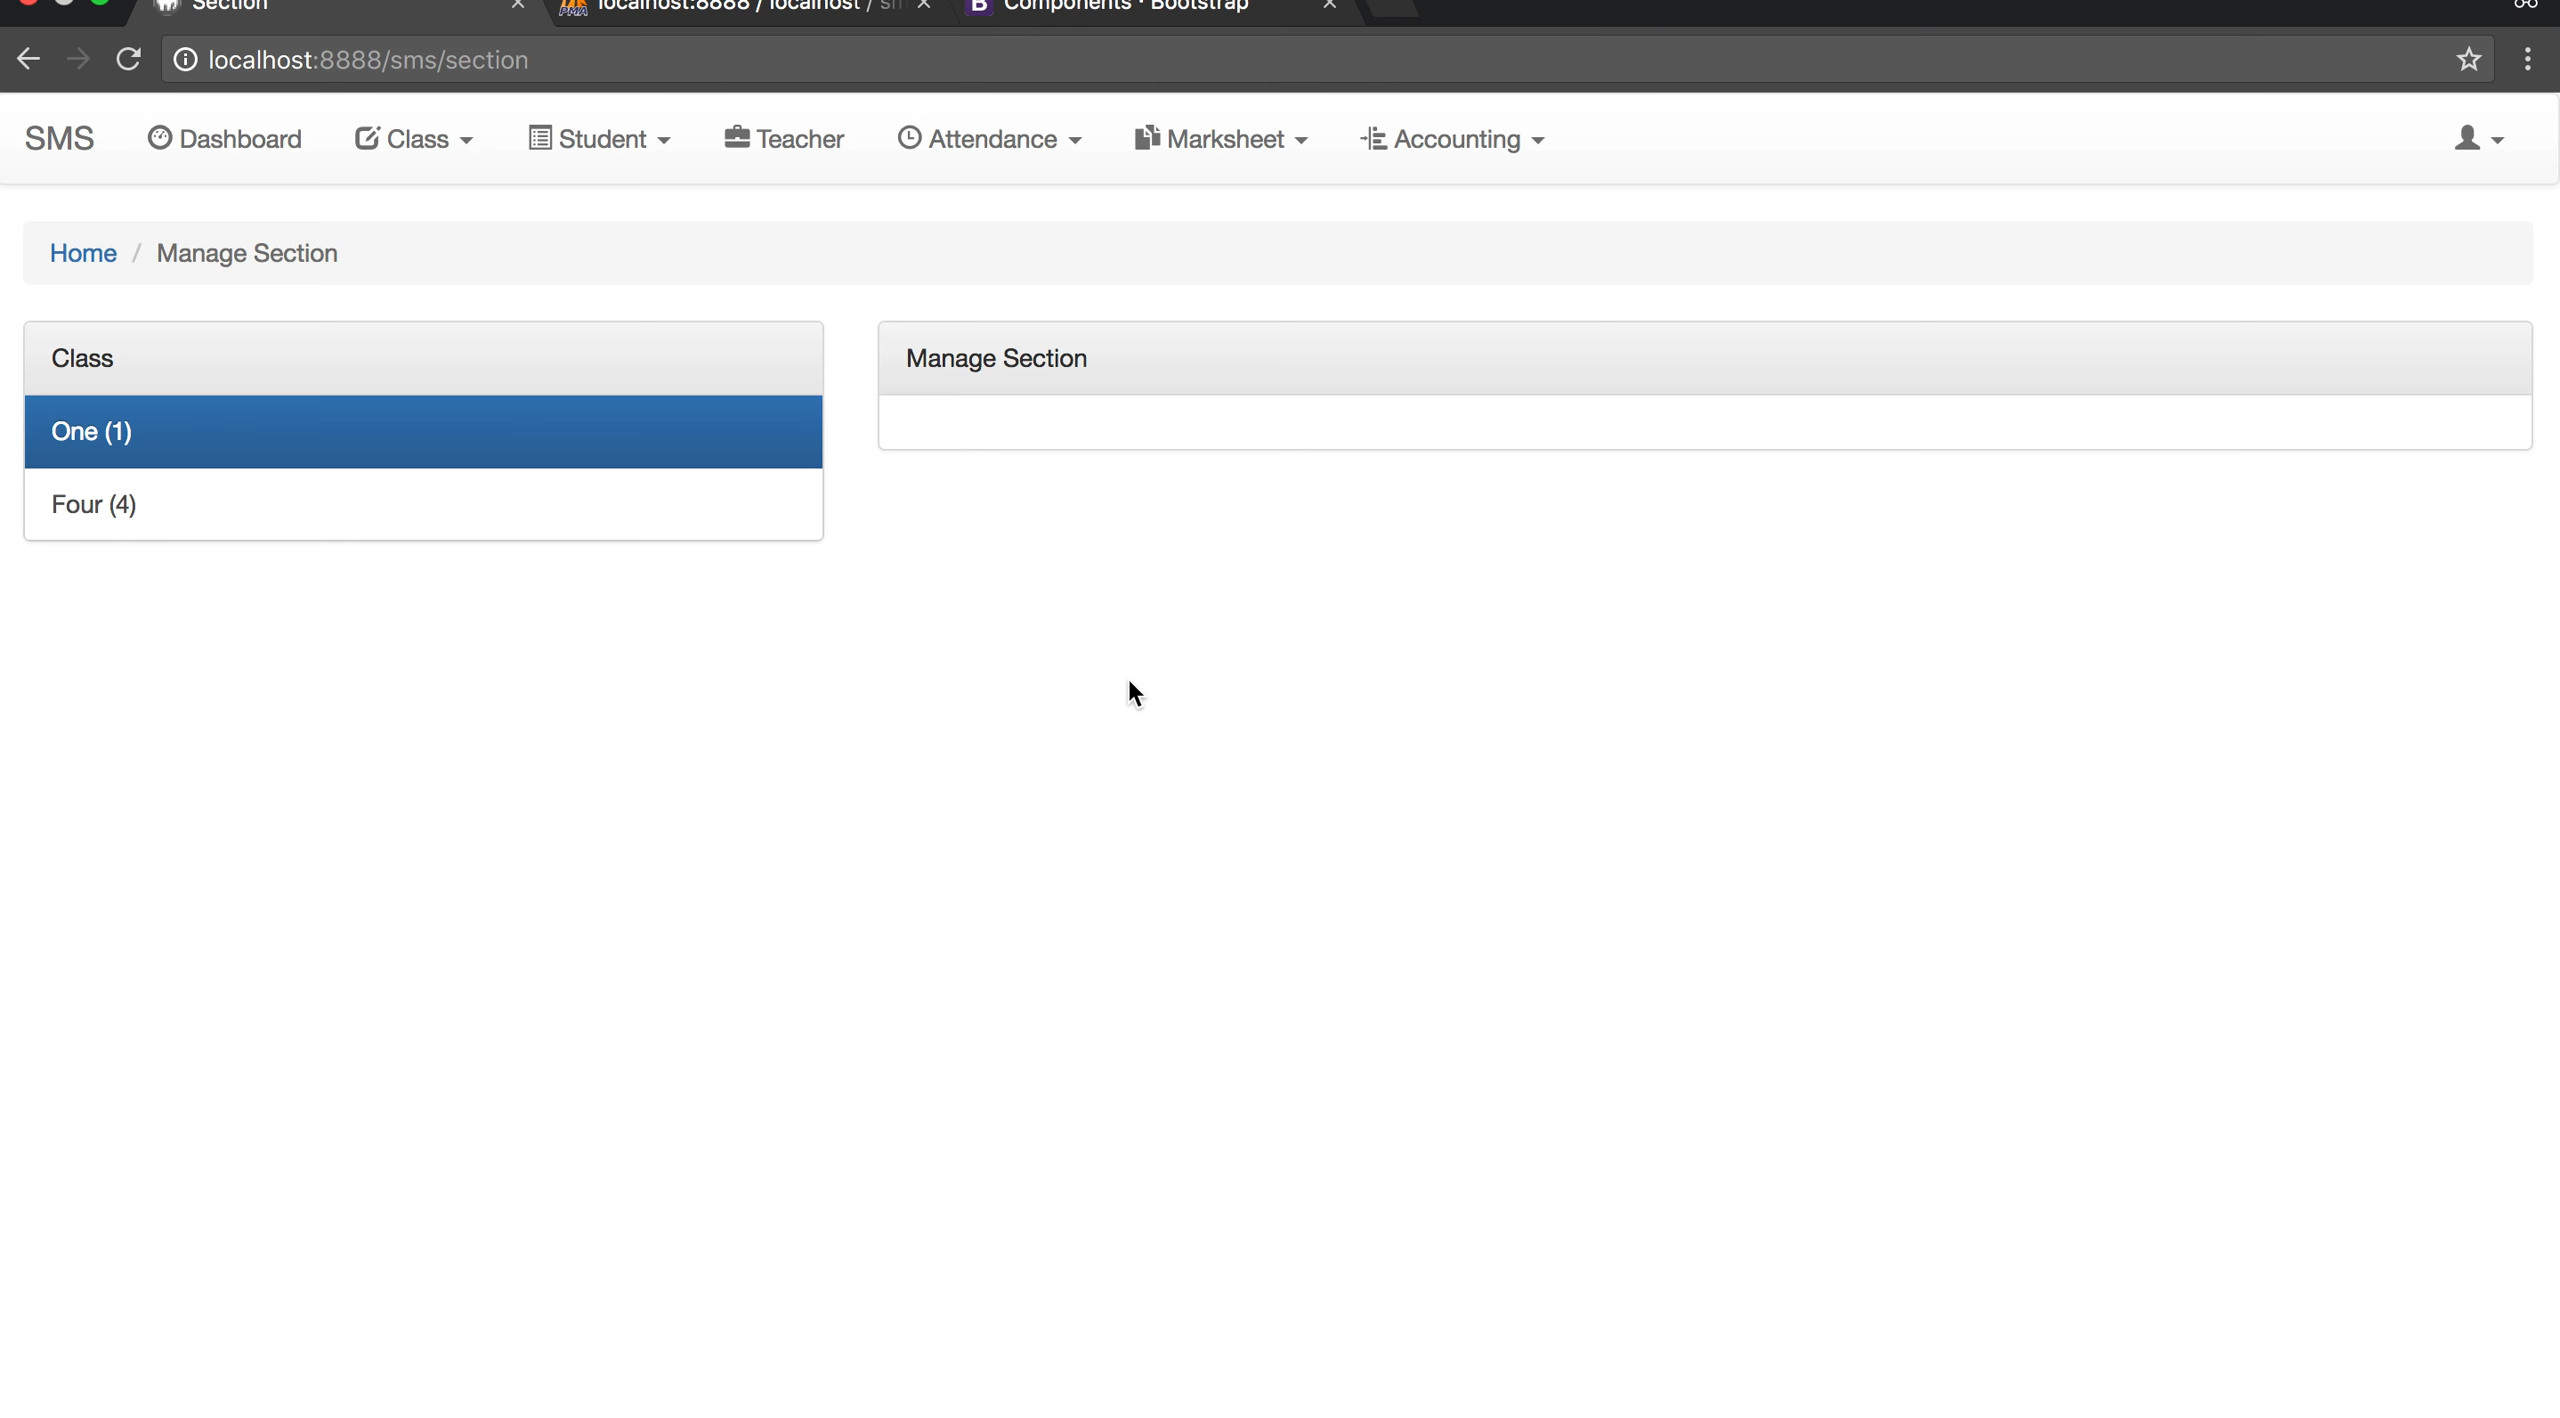 Section
localhost:8888 / localhost / sm
Components · Bootstrap
localhost:8888/sms/section
SMS Dashboard Class Student Teacher Attendance Marksheet Accounting
Home / Manage Section
Class
One (1)
Four (4)
Manage Section